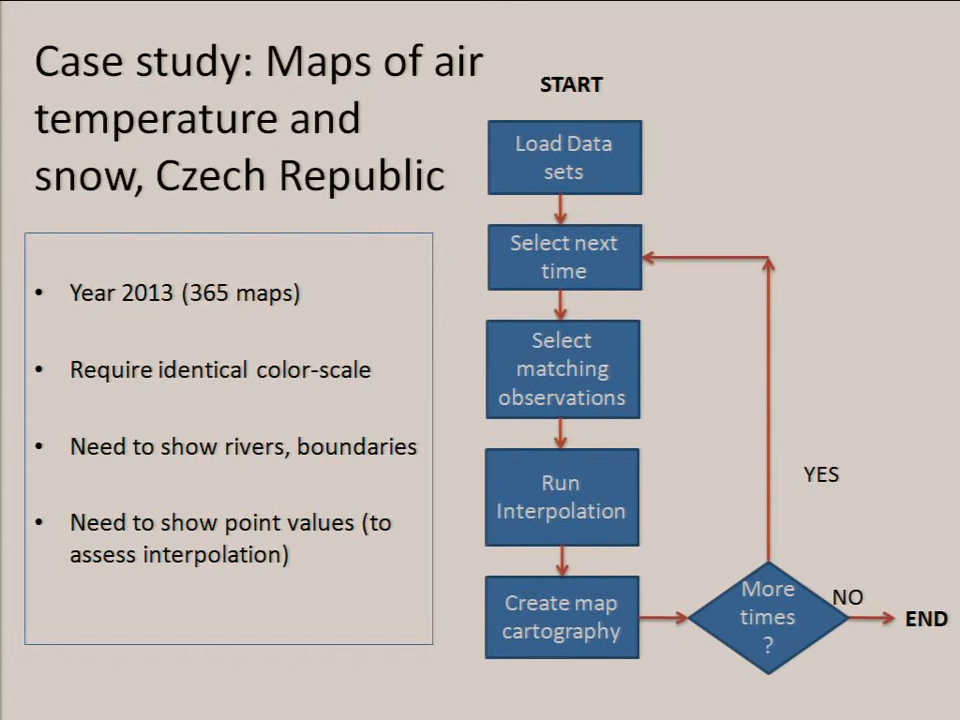 Case study: Maps of air
temperature and
snow, Czech Republic
• Year 2013 (365 maps)
• Require identical color-scale
• Need to show rivers, boundaries
• Need to show point values (to
assess interpolation)
START
Load Data
sets
Select next
time
Select
matching
observations
Run
Interpolation
Create map
cartography
More
times
?
YES
NO
END